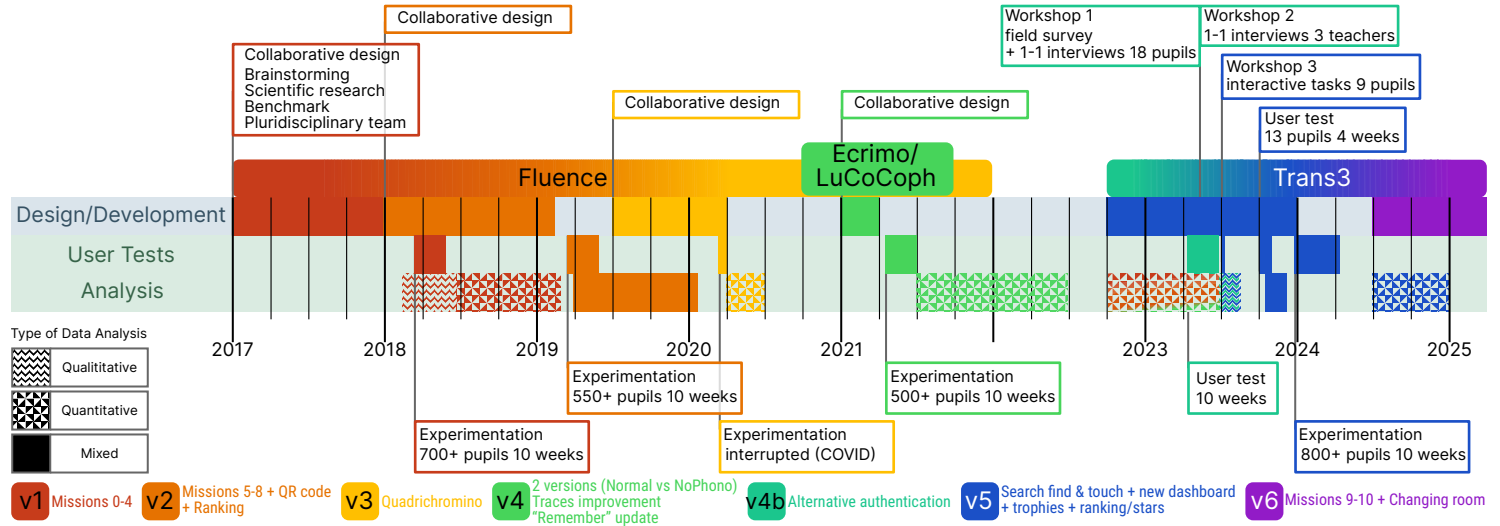 Collaborative design
Collaborative design
Brainstorming
Scientific research
Benchmark
Pluridisciplinary team
Collaborative design
Collaborative design
Workshop 1
field survey
+ 1-1 interviews 18 pupils
Workshop 2
1-1 interviews 3 teachers
Workshop 3
interactive tasks 9 pupils
User test
13 pupils 4 weeks
Fluence
Ecrimo/
LuCoCoph
Trans3
Design/Development
User Tests
Analysis
2017
2018
2019
2020
2021
2023
2024
2025
Type of Data Analysis
Qualititative
Quantitative
Mixed
Experimentation
550+ pupils 10 weeks
Experimentation
500+ pupils 10 weeks
User test
10 weeks
Experimentation
700+ pupils 10 weeks
Experimentation
interrupted (COVID)
Experimentation
800+ pupils 10 weeks
v1 Missions 0-4
v2 Missions 5-8 + QR code
+ Ranking
v3 Quadrichromino
v4 2 versions (Normal vs NoPhono)
Traces improvement
"Remember" update
v4b Alternative authentication
v5 Search find & touch + new dashboard
+ trophies + ranking/stars
v6 Missions 9-10 + Changing room